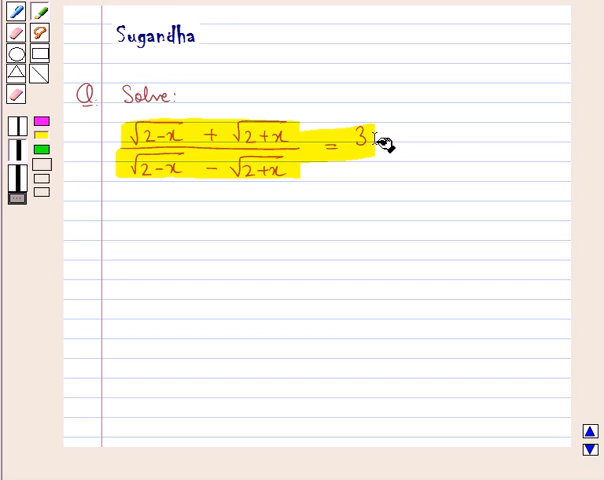 Sugandha
Q. Solve:
√2-x + √2+x
= 3
√2-x - √2+x